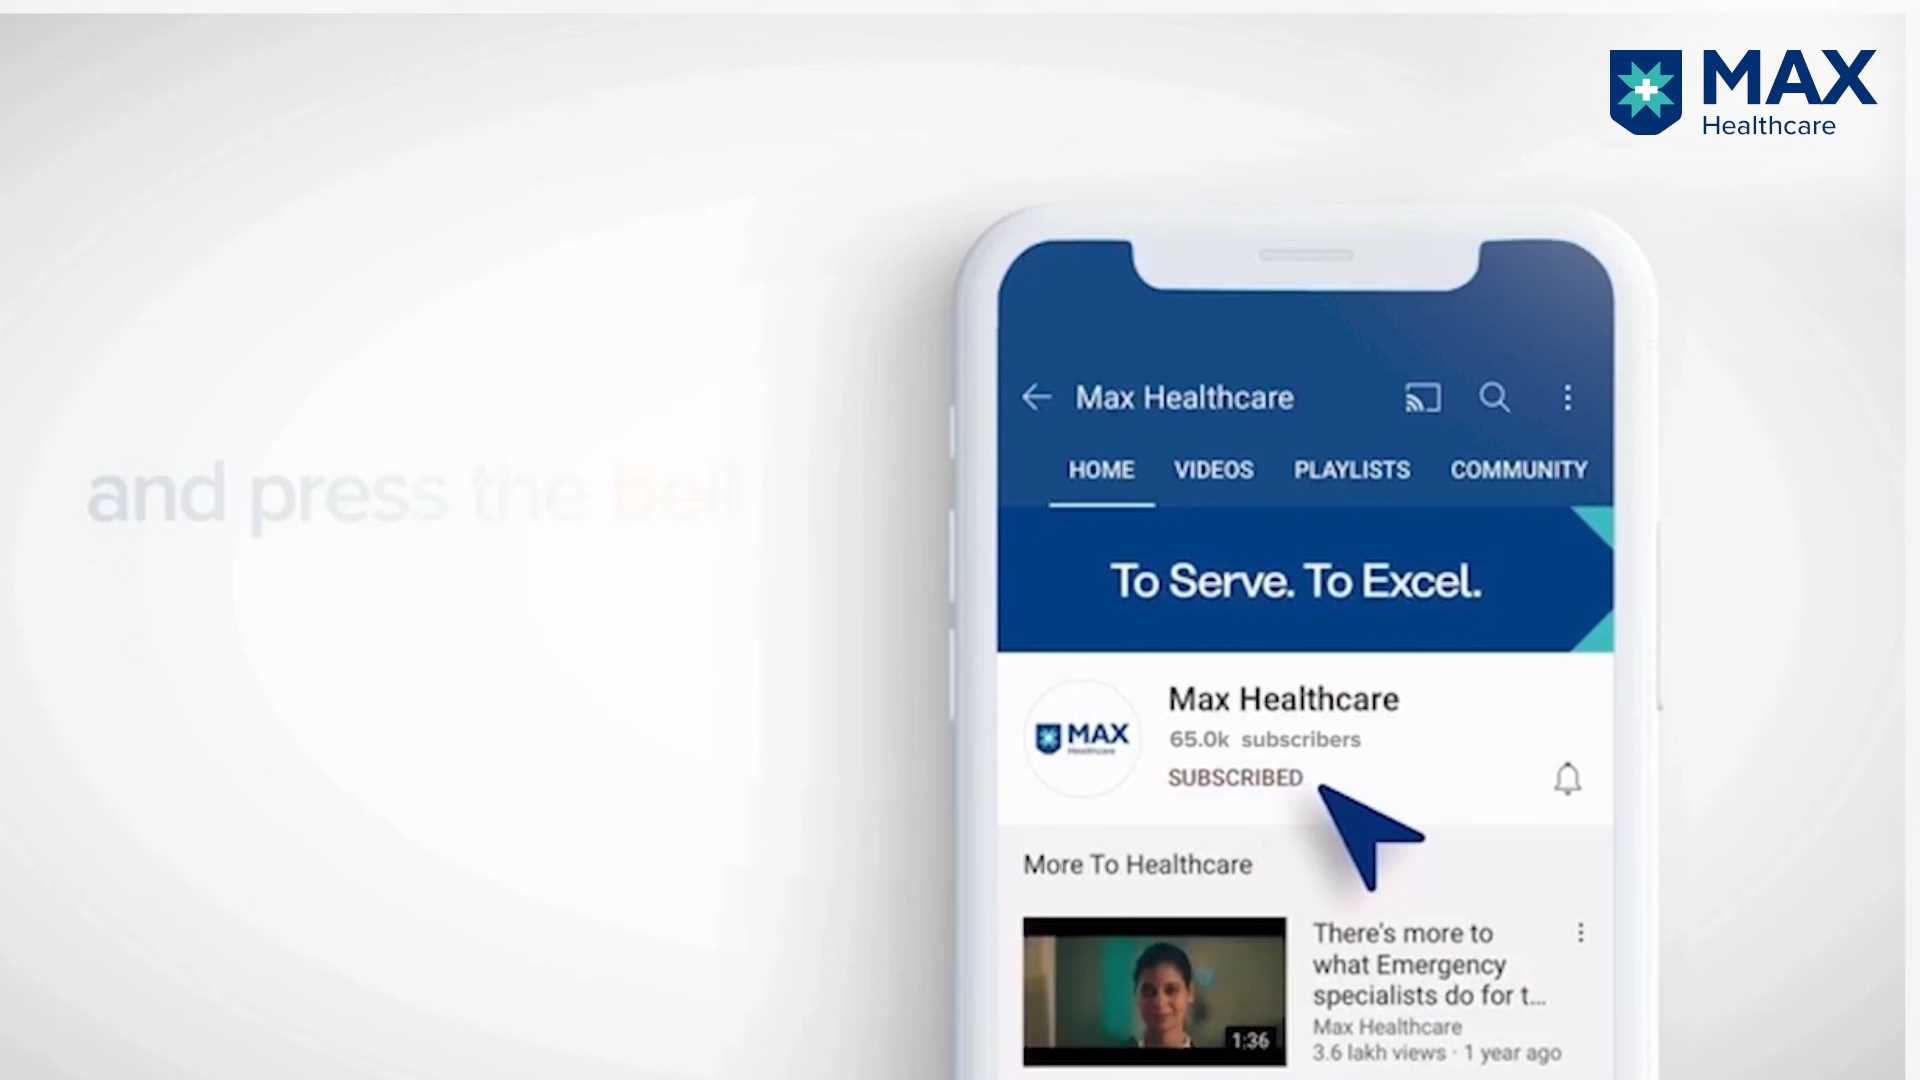 MAX
Healthcare
and press the bell
Max Healthcare
HOME VIDEOS PLAYLISTS COMMUNITY
To Serve. To Excel.
MAX
Healthcare
Max Healthcare
65.0k subscribers
SUBSCRIBED
More To Healthcare
There's more to
what Emergency
specialists do for t...
Max Healthcare
3.6 lakh views · 1 year ago
1:36